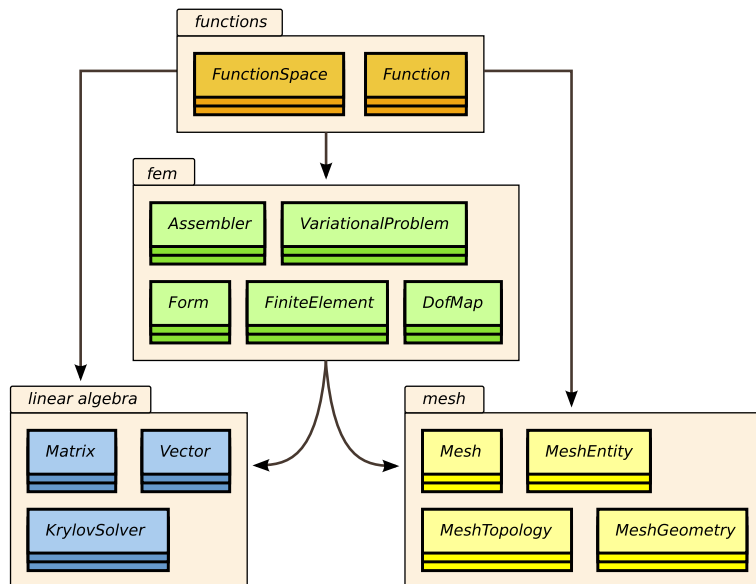 functions
FunctionSpace
Function
fem
Assembler
VariationalProblem
Form
FiniteElement
DofMap
linear algebra
Matrix
Vector
KrylovSolver
mesh
Mesh
MeshEntity
MeshTopology
MeshGeometry